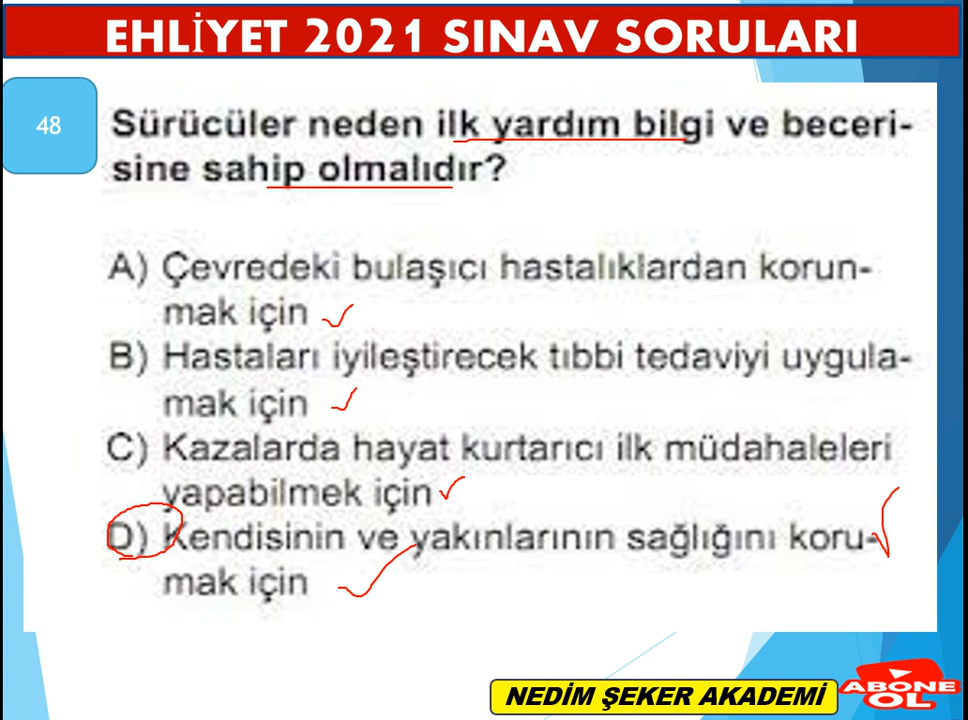 EHLİYET 2021 SINAV SORULARI
48
Sürücüler neden ilk yardım bilgi ve beceri-
sine sahip olmalıdır?
A) Çevredeki bulaşıcı hastalıklardan korun-
mak için
B) Hastaları iyileştirecek tıbbi tedaviyi uygula-
mak için
C) Kazalarda hayat kurtarıcı ilk müdahaleleri
yapabilmek için
D) Kendisinin ve yakınlarının sağlığını koru-
mak için
NEDİM ŞEKER AKADEMİ
ABONE
OL